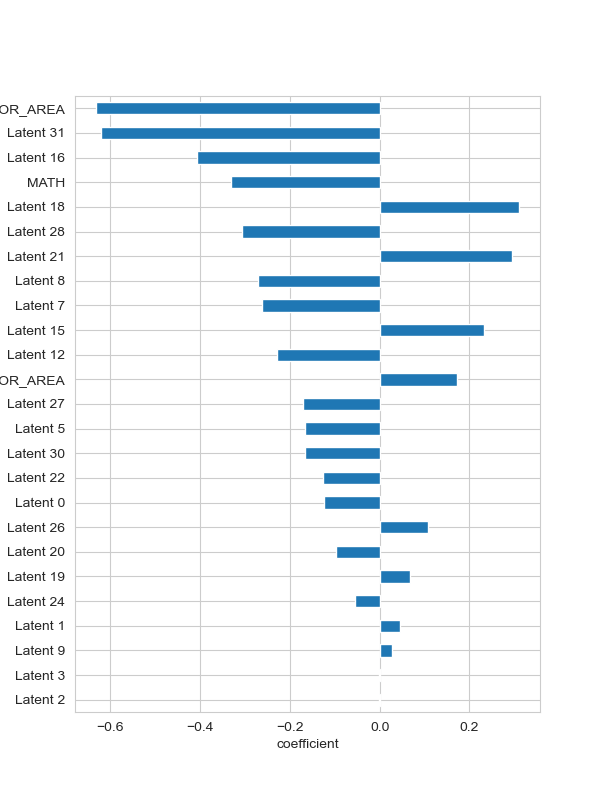 OR_AREA
Latent 31
Latent 16
MATH
Latent 18
Latent 28
Latent 21
Latent 8
Latent 7
Latent 15
Latent 12
OR_AREA
Latent 27
Latent 5
Latent 30
Latent 22
Latent 0
Latent 26
Latent 20
Latent 19
Latent 24
Latent 1
Latent 9
Latent 3
Latent 2
−0.6 −0.4 −0.2 0.0 0.2
coefficient